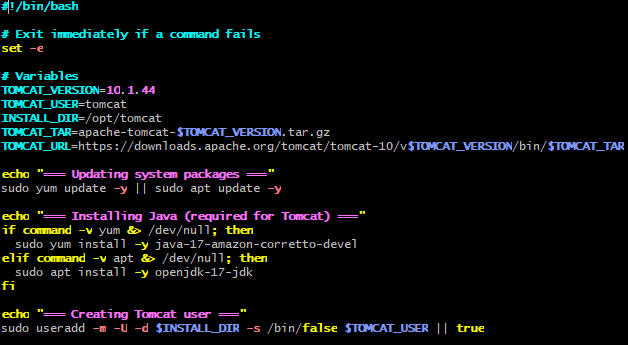 #!/bin/bash
# Exit immediately if a command fails
set -e
# Variables
TOMCAT_VERSION=10.1.44
TOMCAT_USER=tomcat
INSTALL_DIR=/opt/tomcat
TOMCAT_TAR=apache-tomcat-$TOMCAT_VERSION.tar.gz
TOMCAT_URL=https://downloads.apache.org/tomcat/tomcat-10/v$TOMCAT_VERSION/bin/$TOMCAT_TAR
echo "=== Updating system packages ==="
sudo yum update -y || sudo apt update -y
echo "=== Installing Java (required for Tomcat) ==="
if command -v yum &> /dev/null; then
  sudo yum install -y java-17-amazon-corretto-devel
elif command -v apt &> /dev/null; then
  sudo apt install -y openjdk-17-jdk
fi
echo "=== Creating Tomcat user ==="
sudo useradd -m -U -d $INSTALL_DIR -s /bin/false $TOMCAT_USER || true